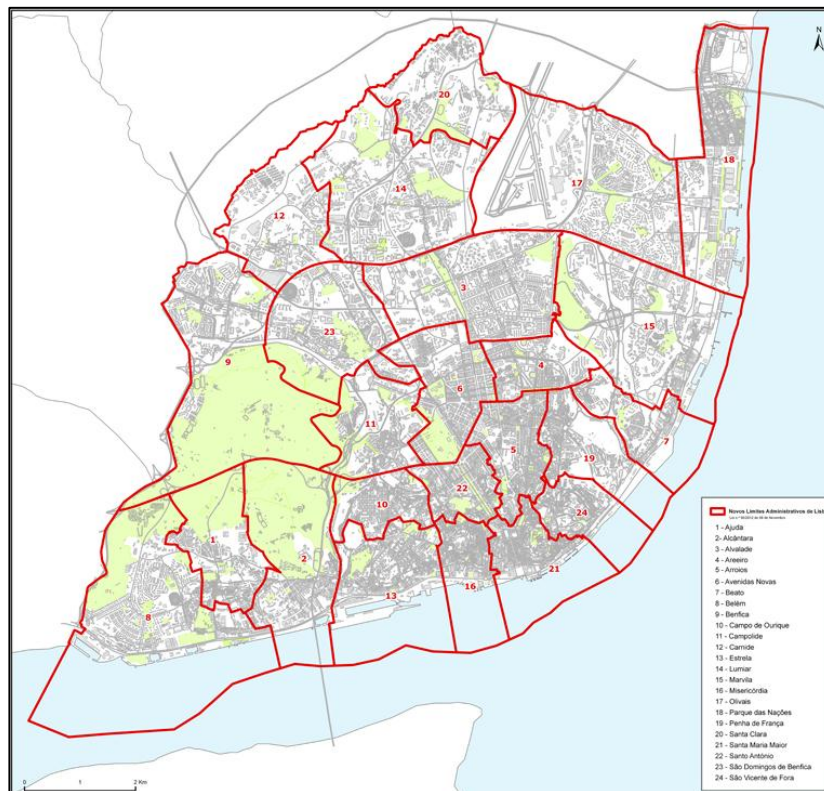 N
20
18
17
14
12
3
15
23
9
4
6
11
5
7
19
22
10
24
1
2
21
16
13
8
Novos Limites Administrativos de Lis
1 - Ajuda
2- Alcântara
3 - Alvalade
4 - Areeiro
5 - Arroios
6 - Avenidas Novas
7 - Beato
8 - Belém
9 - Benfica
10 - Campo de Ourique
11 - Campolide
12 - Carnide
13 - Estrela
14 - Lumiar
15 - Marvila
16 - Misericórdia
17 - Olivais
18 - Parque das Nações
19 - Penha de França
20 - Santa Clara
21 - Santa Maria Maior
22 - Santo António
23 - São Domingos de Benfica
24 - São Vicente de Fora
0 1 2 Km